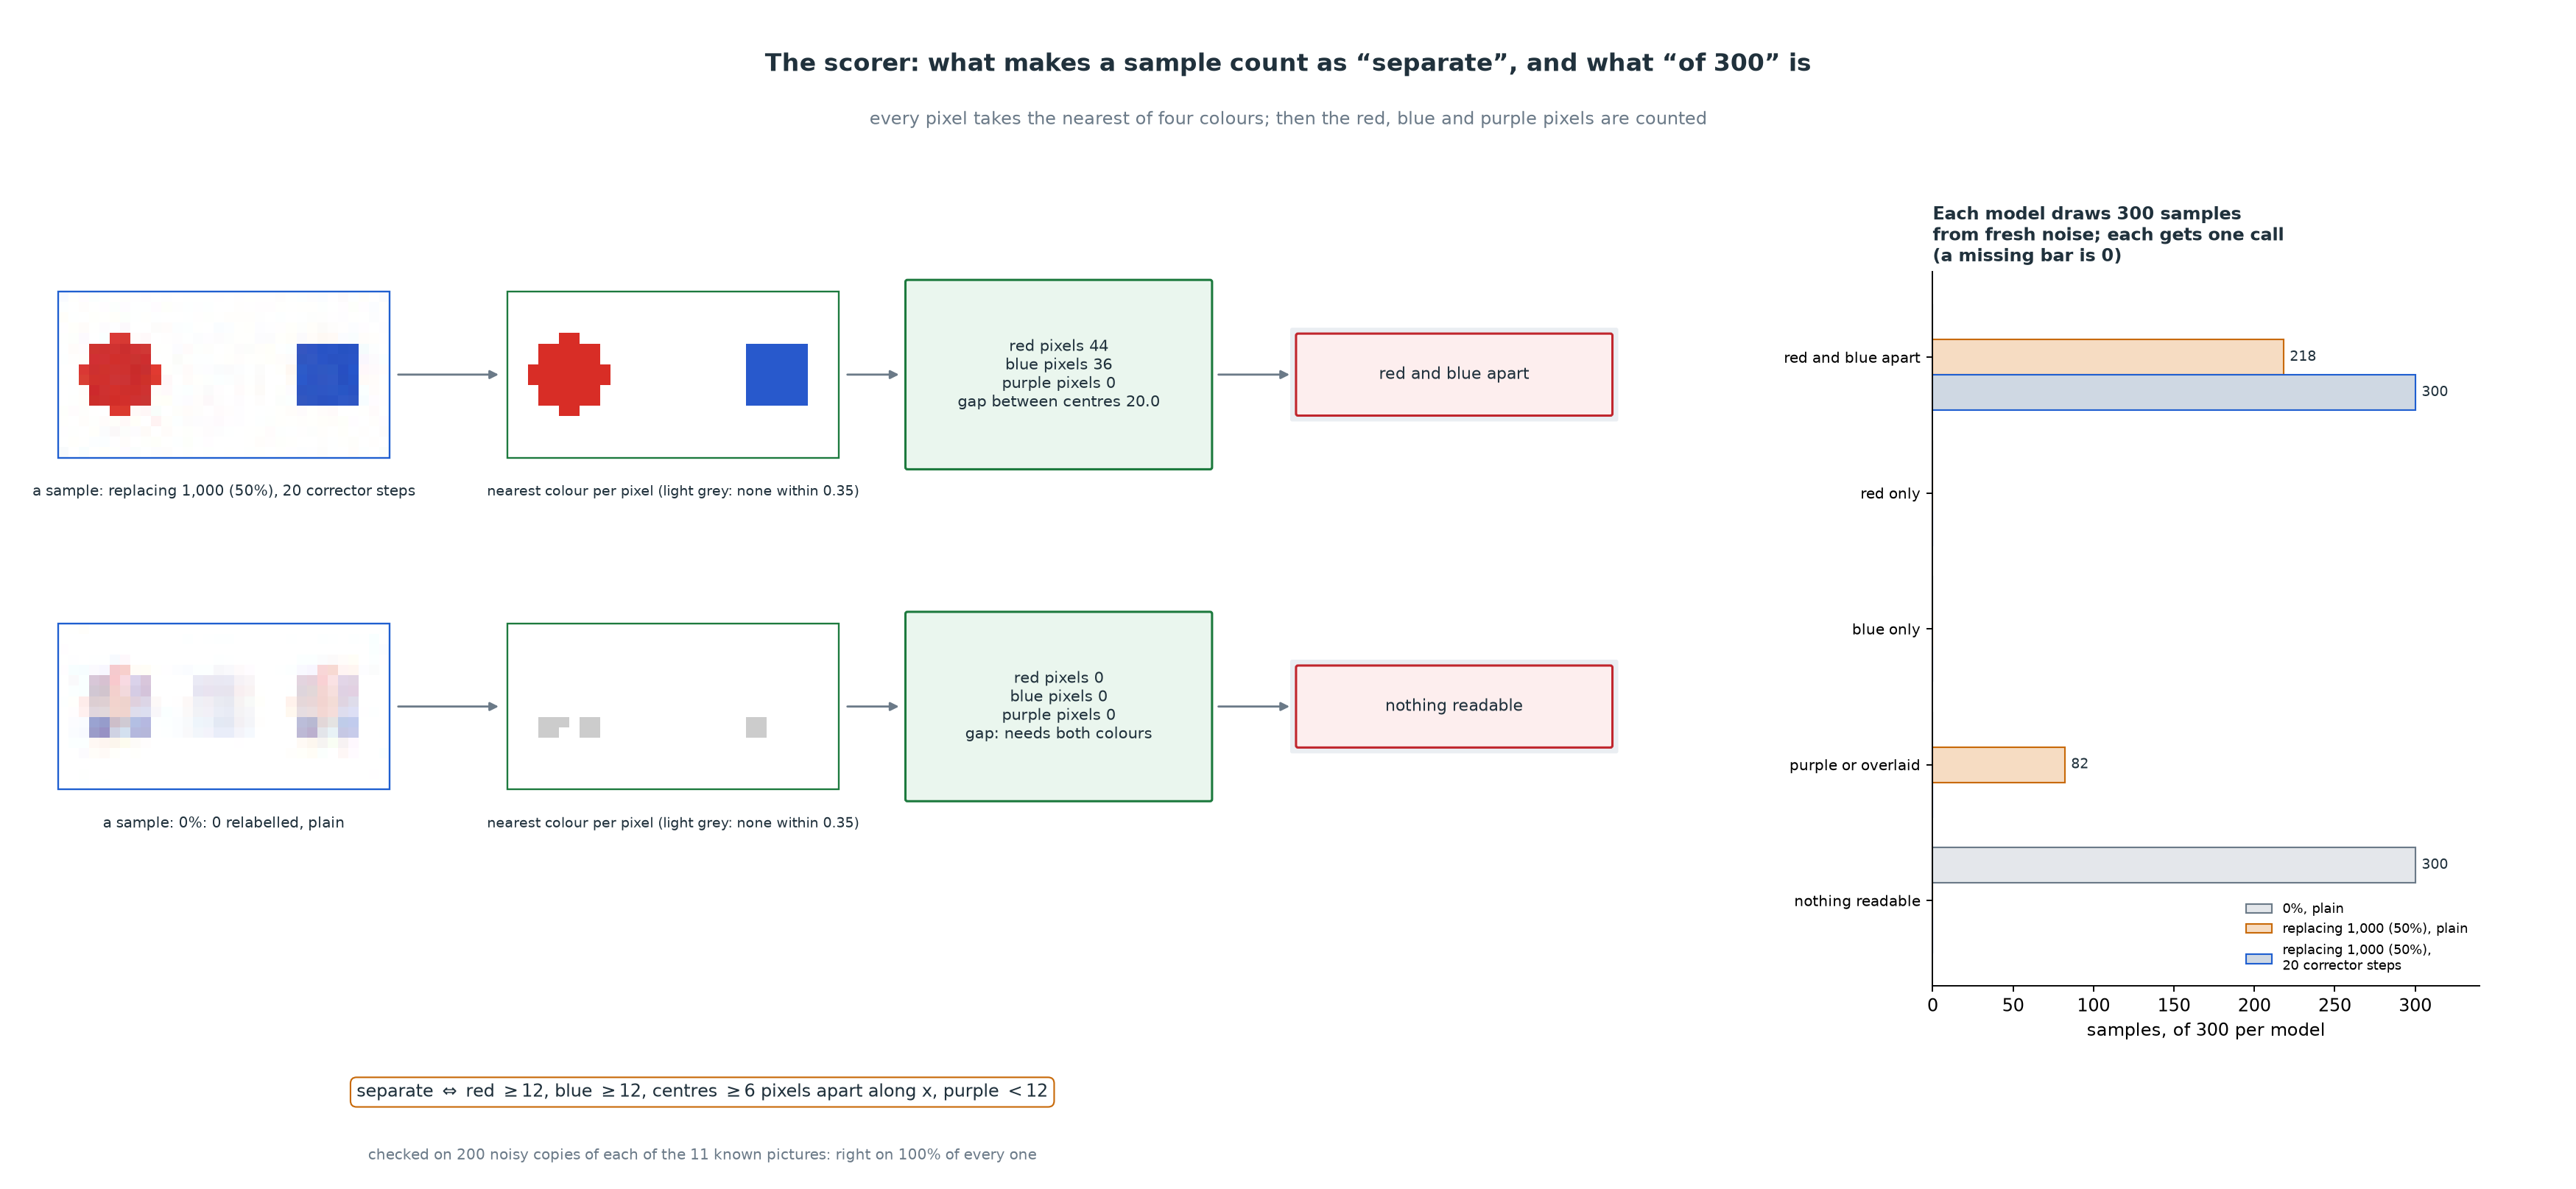 The scorer: what makes a sample count as “separate”, and what “of 300” is
every pixel takes the nearest of four colours; then the red, blue and purple pixels are counted
red pixels 44
blue pixels 36
purple pixels 0
gap between centres 20.0
red and blue apart
a sample: replacing 1,000 (50%), 20 corrector steps
nearest colour per pixel (light grey: none within 0.35)
red pixels 0
blue pixels 0
purple pixels 0
gap: needs both colours
nothing readable
a sample: 0%: 0 relabelled, plain
nearest colour per pixel (light grey: none within 0.35)
separate ⇔ red ≥12, blue ≥12, centres ≥6 pixels apart along x, purple <12
checked on 200 noisy copies of each of the 11 known pictures: right on 100% of every one
Each model draws 300 samples
from fresh noise; each gets one call
(a missing bar is 0)
red and blue apart
218
300
red only
blue only
purple or overlaid
82
nothing readable
300
0%, plain
replacing 1,000 (50%), plain
replacing 1,000 (50%),
20 corrector steps
0 50 100 150 200 250 300
samples, of 300 per model